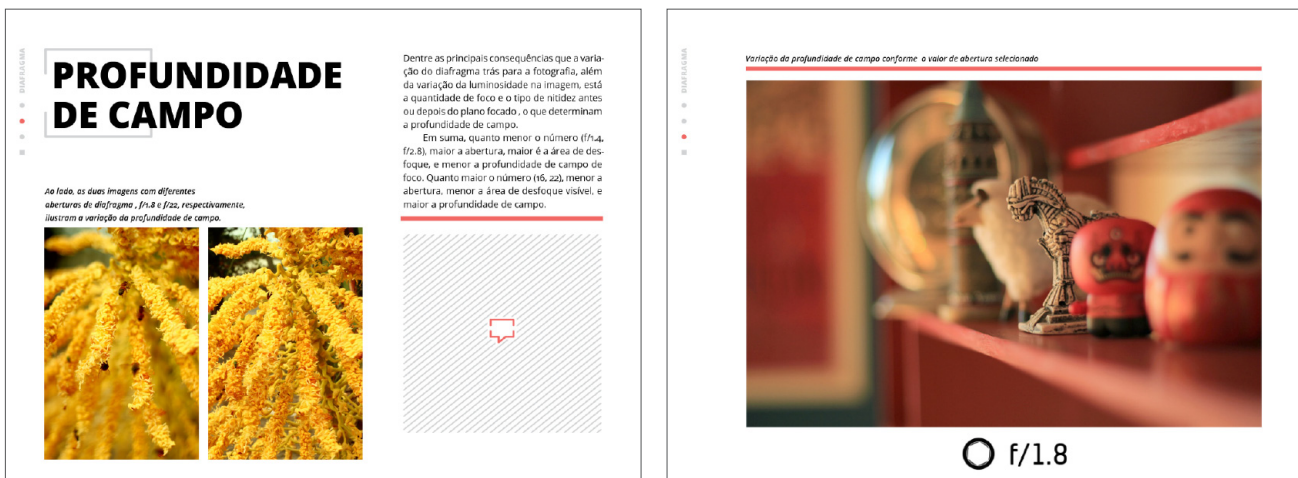 DIAFRAGMA
PROFUNDIDADE
DE CAMPO
Ao lado, as duas imagens com diferentes
aberturas de diafragma , f/1.8 e f/22, respectivamente,
ilustram a variação da profundidade de campo.
Dentre as principais consequências que a varia-
ção do diafragma trás para a fotografia, além
da variação da luminosidade na imagem, está
a quantidade de foco e o tipo de nitidez antes
ou depois do plano focado , o que determinam
a profundidade de campo.
Em suma, quanto menor o número (f/1.4,
f/2.8), maior a abertura, maior é a área de des-
foque, e menor a profundidade de campo de
foco. Quanto maior o número (16, 22), menor a
abertura, menor a área de desfoque visível, e
maior a profundidade de campo.
DIAFRAGMA
Variação da profundidade de campo conforme o valor de abertura selecionado
f/1.8